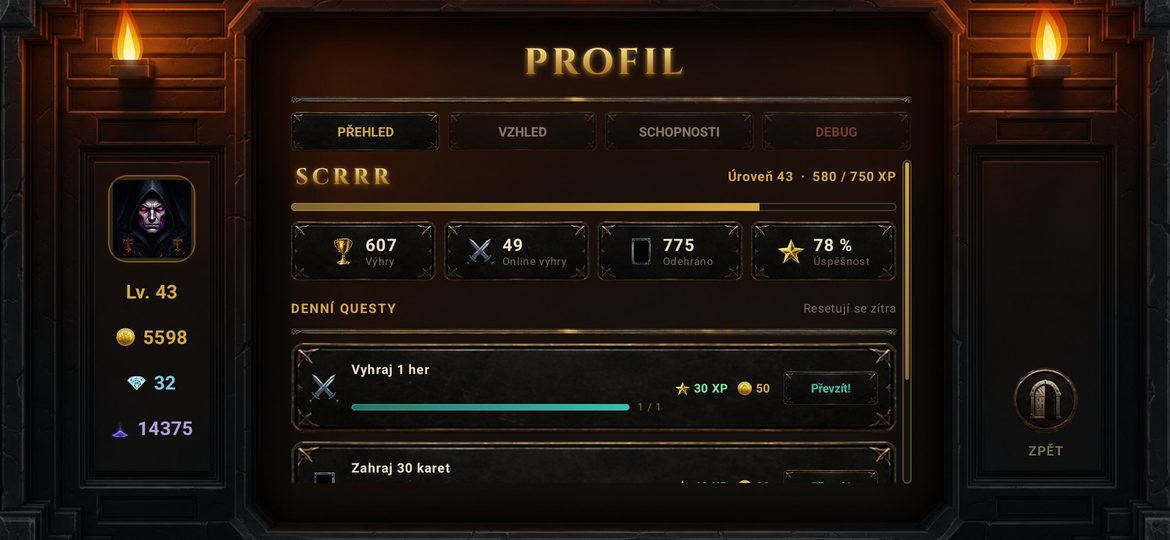 PROFIL
PŘEHLED
VZHLED
SCHOPNOSTI
DEBUG
SCRRR
Úroveň 43 · 580 / 750 XP
607
Výhry
49
Online výhry
775
Odehráno
78 %
Úspěšnost
DENNÍ QUESTY
Resetují se zítra
Vyhraj 1 her
1 / 1
30 XP
50
Převzít!
Zahraj 30 karet
Lv. 43
5598
32
14375
ZPĚT